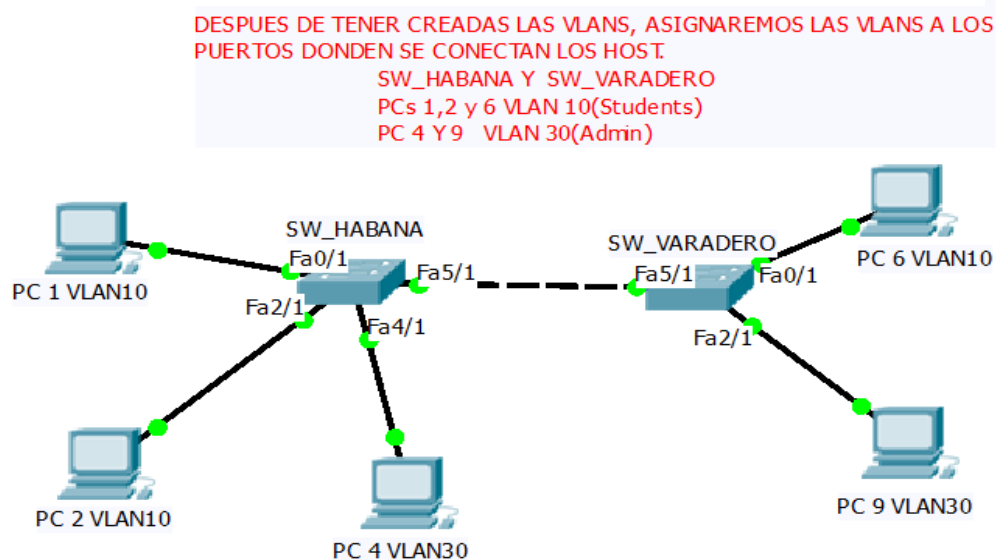 DESPUES DE TENER CREADAS LAS VLANS, ASIGNAREMOS LAS VLANS A LOS
PUERTOS DONDEN SE CONECTAN LOS HOST.
SW_HABANA Y SW_VARADERO
PCs 1,2 y 6 VLAN 10(Students)
PC 4 Y 9 VLAN 30(Admin)
SW_HABANA
SW_VARADERO
Fa0/1
Fa5/1
Fa5/1
Fa0/1
PC 6 VLAN10
PC 1 VLAN10
Fa2/1
Fa4/1
Fa2/1
PC 2 VLAN10
PC 4 VLAN30
PC 9 VLAN30